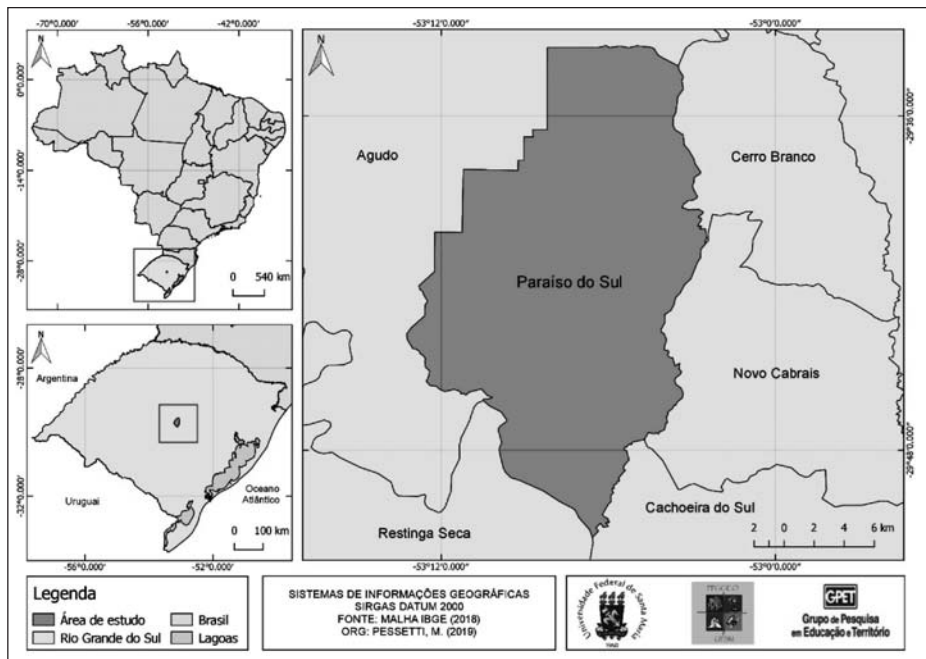 -70°0.000'
-56°0.000'
-42°0.000'
N
0°0.000'
-14°0.000'
-28°0.000'
0 540 km
N
-28°0.000'
Argentina
Uruguai
Oceano
Atlântico
-32°0.000'
0 100 km
-56°0.000'
-52°0.000'
-53°12'0.000"
-53°9'0.000"
N
-29°36'0.000"
Agudo
Cerro Branco
Paraíso do Sul
Novo Cabrais
-29°48'0.000"
Cachoeira do Sul
Restinga Seca
2 0 2 4 6 km
-53°12'0.000"
-53°9'0.000"
Legenda
Área de estudo
Brasil
Rio Grande do Sul
Lagoas
SISTEMAS DE INFORMAÇÕES GEOGRÁFICAS
SIRGAS DATUM 2000
FONTE: MALHA IBGE (2018)
ORG: PESSETTI, M. (2019)
Universidade Federal de Santa Maria
1960
GPET
Grupo de Pesquisa
em Educação e Território